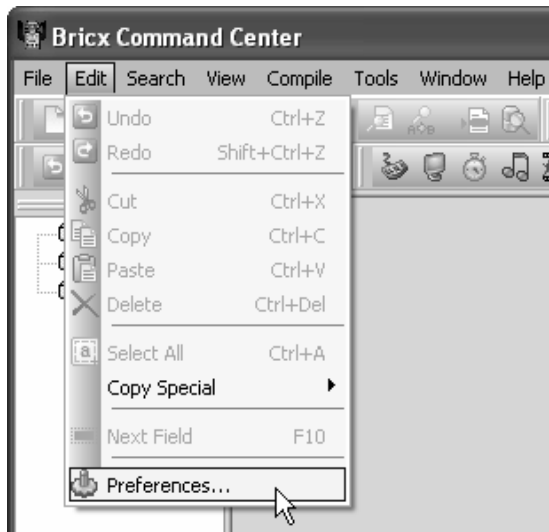 Bricx Command Center
File Edit Search View Compile Tools Window Help
Undo Ctrl+Z
Redo Shift+Ctrl+Z
Cut Ctrl+X
Copy Ctrl+C
Paste Ctrl+V
Delete Ctrl+Del
Select All Ctrl+A
Copy Special
Next Field F10
Preferences...